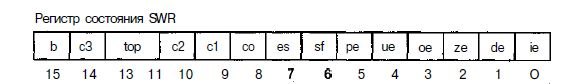 Регистр состояния SWR
b c3 top c2 c1 co es sf pe ue oe ze de ie
15 14 13 11 10 9 8 7 6 5 4 3 2 1 O